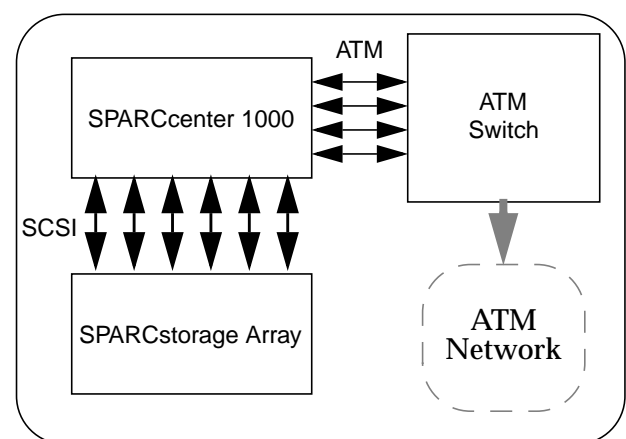 ATM
SPARCcenter 1000
ATM
Switch
SCSI
SPARCstorage Array
ATM
Network